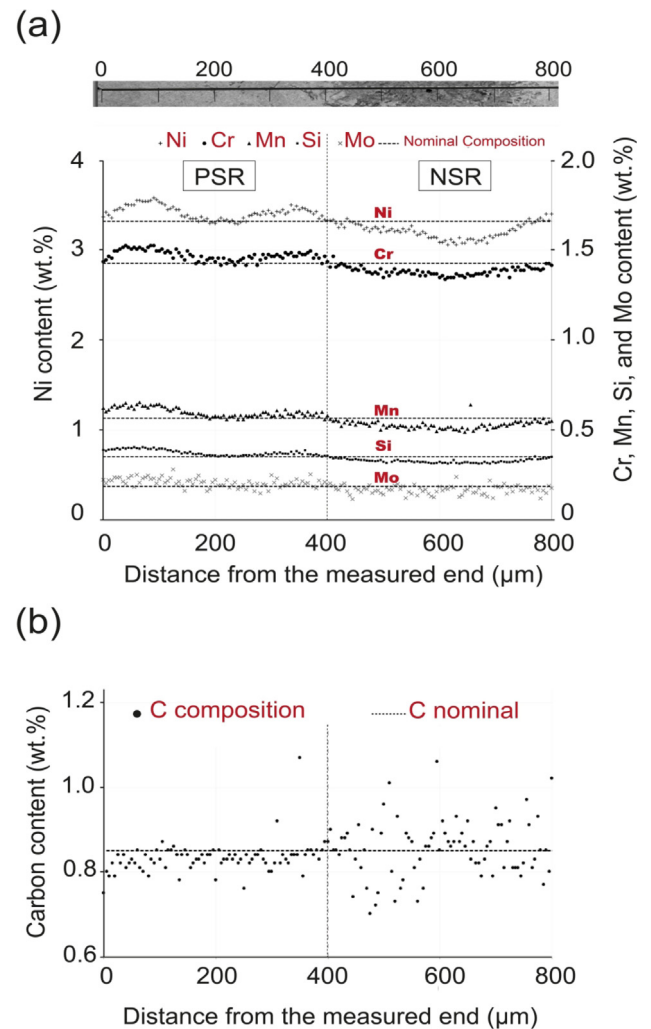 (a)
0 200 400 600 800
Ni Cr Mn Si Mo Nominal Composition
4 2.0
PSR NSR
Ni
3 1.5
Cr
2 1.0
Mn
1 0.5
Si
Mo
0 0
0 200 400 600 800
Ni content (wt.%)
Cr, Mn, Si, and Mo content (wt.%)
Distance from the measured end (μm)
(b)
1.2
C composition C nominal
1.0
0.8
0.6
0 200 400 600 800
Carbon content (wt.%)
Distance from the measured end (μm)